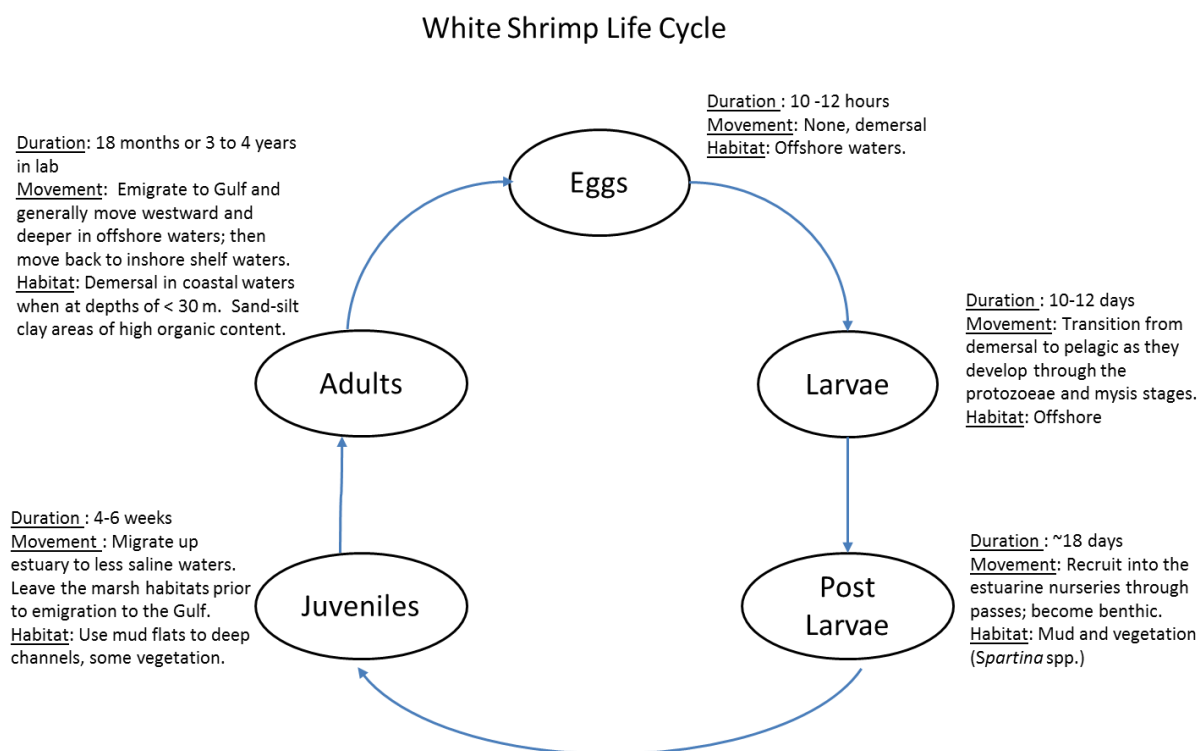 White Shrimp Life Cycle
Duration : 10 -12 hours
Movement: None, demersal
Habitat: Offshore waters.
Eggs
Duration: 18 months or 3 to 4 years
in lab
Movement:  Emigrate to Gulf and
generally move westward and
deeper in offshore waters; then
move back to inshore shelf waters.
Habitat: Demersal in coastal waters
when at depths of < 30 m.  Sand-silt
clay areas of high organic content.
Adults
Duration : 10-12 days
Movement: Transition from
demersal to pelagic as they
develop through the
protozoeae and mysis stages.
Habitat: Offshore
Larvae
Duration : 4-6 weeks
Movement : Migrate up
estuary to less saline waters.
Leave the marsh habitats prior
to emigration to the Gulf.
Habitat: Use mud flats to deep
channels, some vegetation.
Juveniles
Post
Larvae
Duration : ~18 days
Movement: Recruit into the
estuarine nurseries through
passes; become benthic.
Habitat: Mud and vegetation
(Spartina spp.)